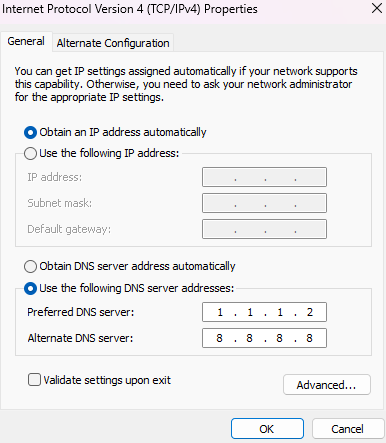 Internet Protocol Version 4 (TCP/IPv4) Properties
General
Alternate Configuration
You can get IP settings assigned automatically if your network supports
this capability. Otherwise, you need to ask your network administrator
for the appropriate IP settings.
Obtain an IP address automatically
Use the following IP address:
IP address: . . .
Subnet mask: . . .
Default gateway: . . .
Obtain DNS server address automatically
Use the following DNS server addresses:
Preferred DNS server: 1 . 1 . 1 . 2
Alternate DNS server: 8 . 8 . 8 . 8
Validate settings upon exit
Advanced...
OK
Cancel